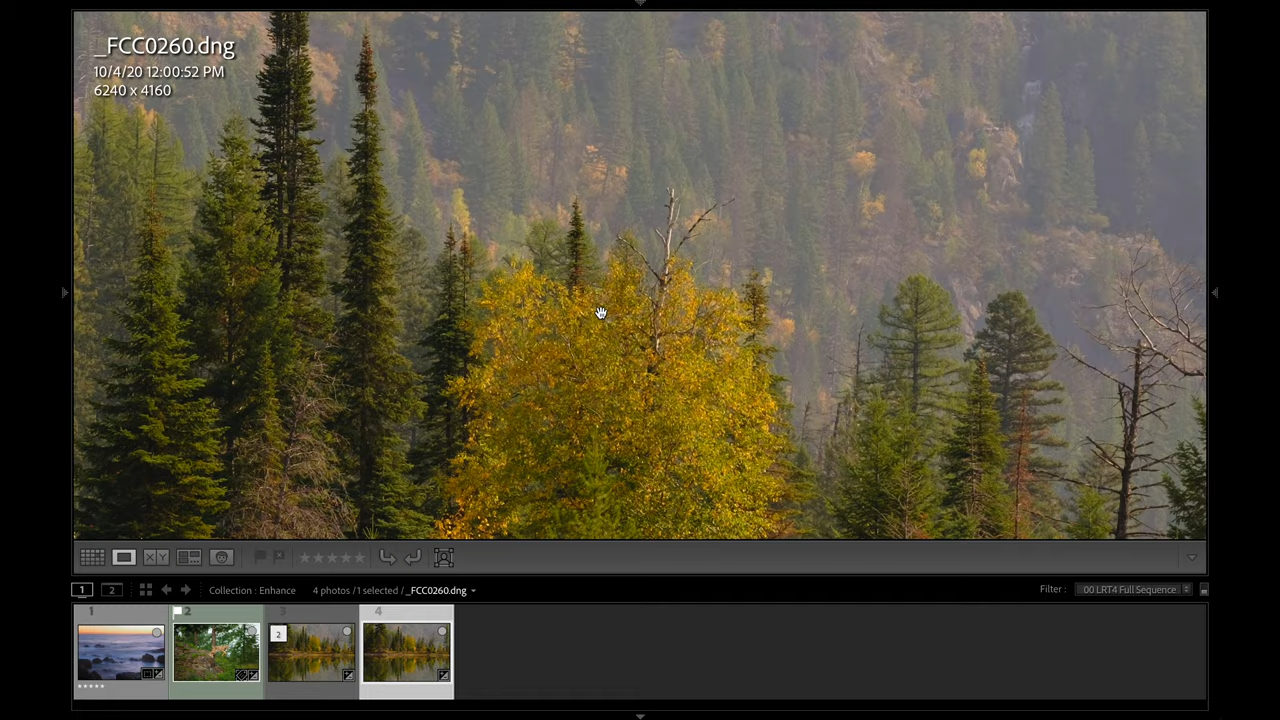 _FCC0260.dng
10/4/20 12:00:52 PM
6240 x 4160
X Y
1 2 Collection : Enhance 4 photos /1 selected / _FCC0260.dng Filter : 00 LRT4 Full Sequence
1 2 3 4
2